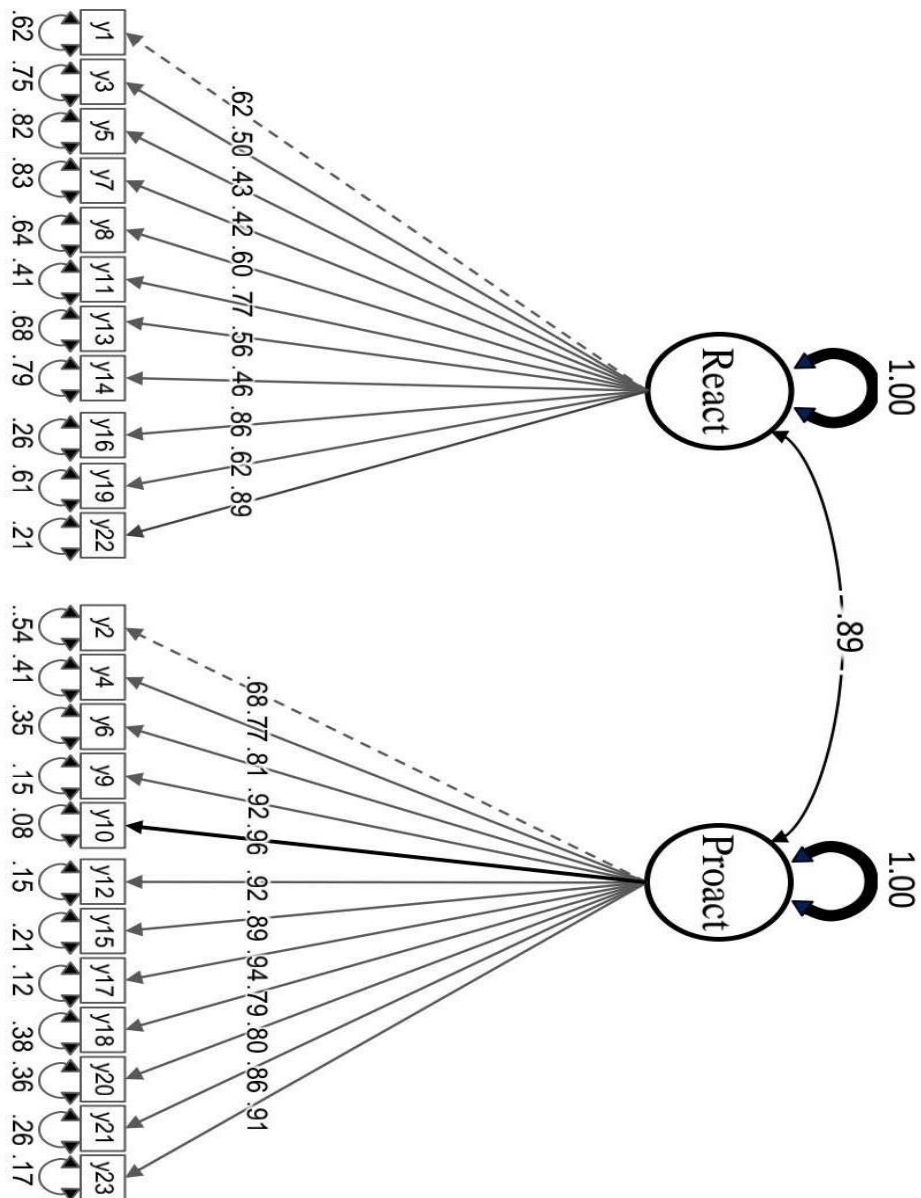 1.00 1.00
.89
React Proact
.62 .50 .43 .42 .60 .77 .56 .46 .86 .62 .89 .68 .77 .81 .92 .96 .92 .89 .94 .79 .80 .86 .91
y1 y3 y5 y7 y8 y11 y13 y14 y16 y19 y22 y2 y4 y6 y9 y10 y12 y15 y17 y18 y20 y21 y23
.62 .75 .82 .83 .64 .41 .68 .79 .26 .61 .21 ..54 .41 .35 .15 .08 .15 .21 .12 .38 .36 .26 .17